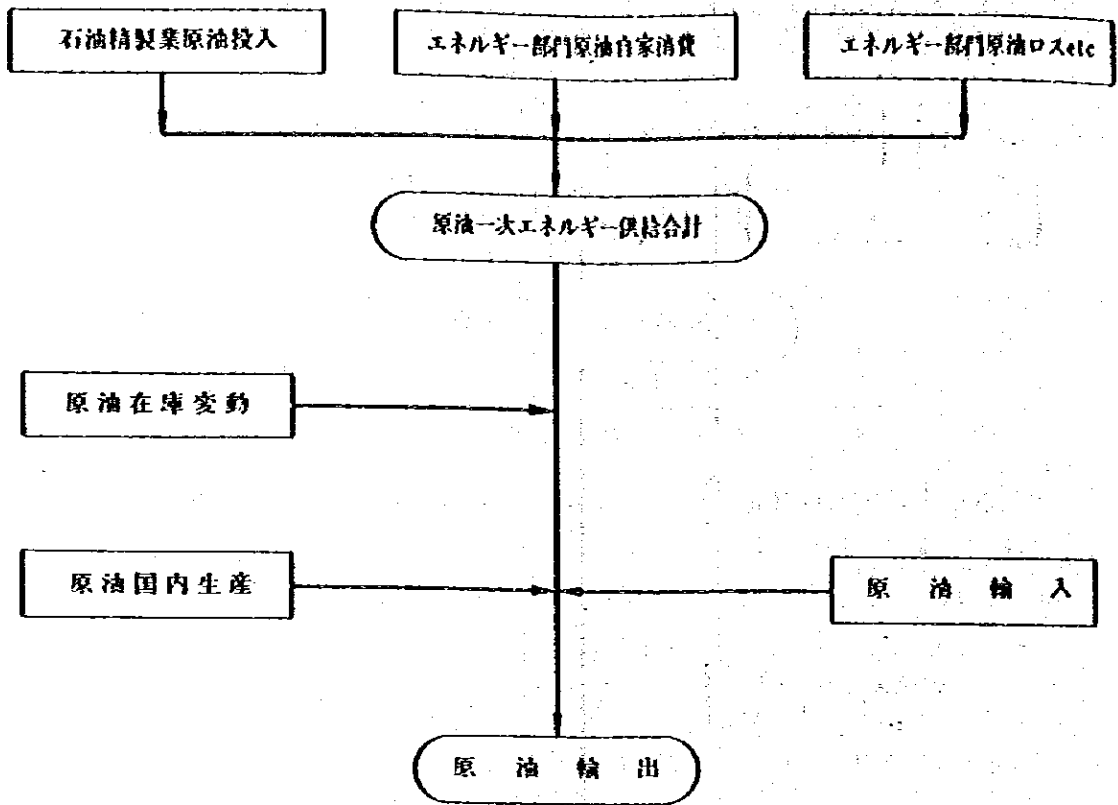 石油精製業原油投入
エネルギー部門原油自家消費
エネルギー部門原油ロスetc
原油一次エネルギー供給合計
原油在庫変動
原油国内生産
原油輸入
原油輸出